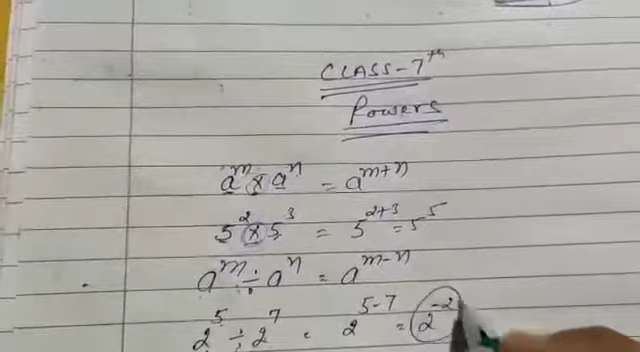 CLASS-7th
Powers
a^m × a^n = a^{m+n}
5^2 × 5^3 = 5^{2+3} = 5^5
a^m ÷ a^n = a^{m-n}
2^5 ÷ 2^7 = 2^{5-7} = 2^{-2}